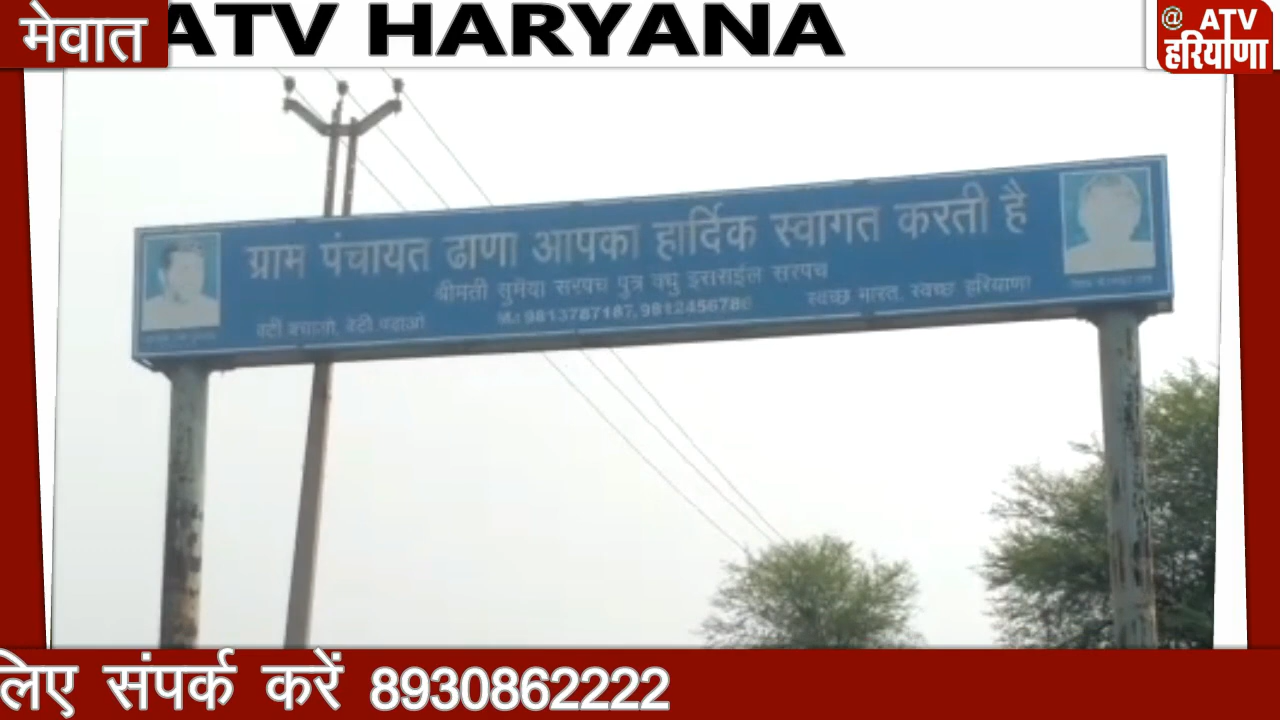 मेवात
ATV HARYANA
@ ATV
हरियाणा
ग्राम पंचायत ढाणा आपका हार्दिक स्वागत करती है
श्रीमती सुमैया सरपंच पुत्र वधु इसराईल सरपंच
बेटी बचाओ, बेटी पढाओ
M.: 9813787187, 981245678
स्वच्छ भारत, स्वच्छ हरियाणा
लिए संपर्क करें 8930862222